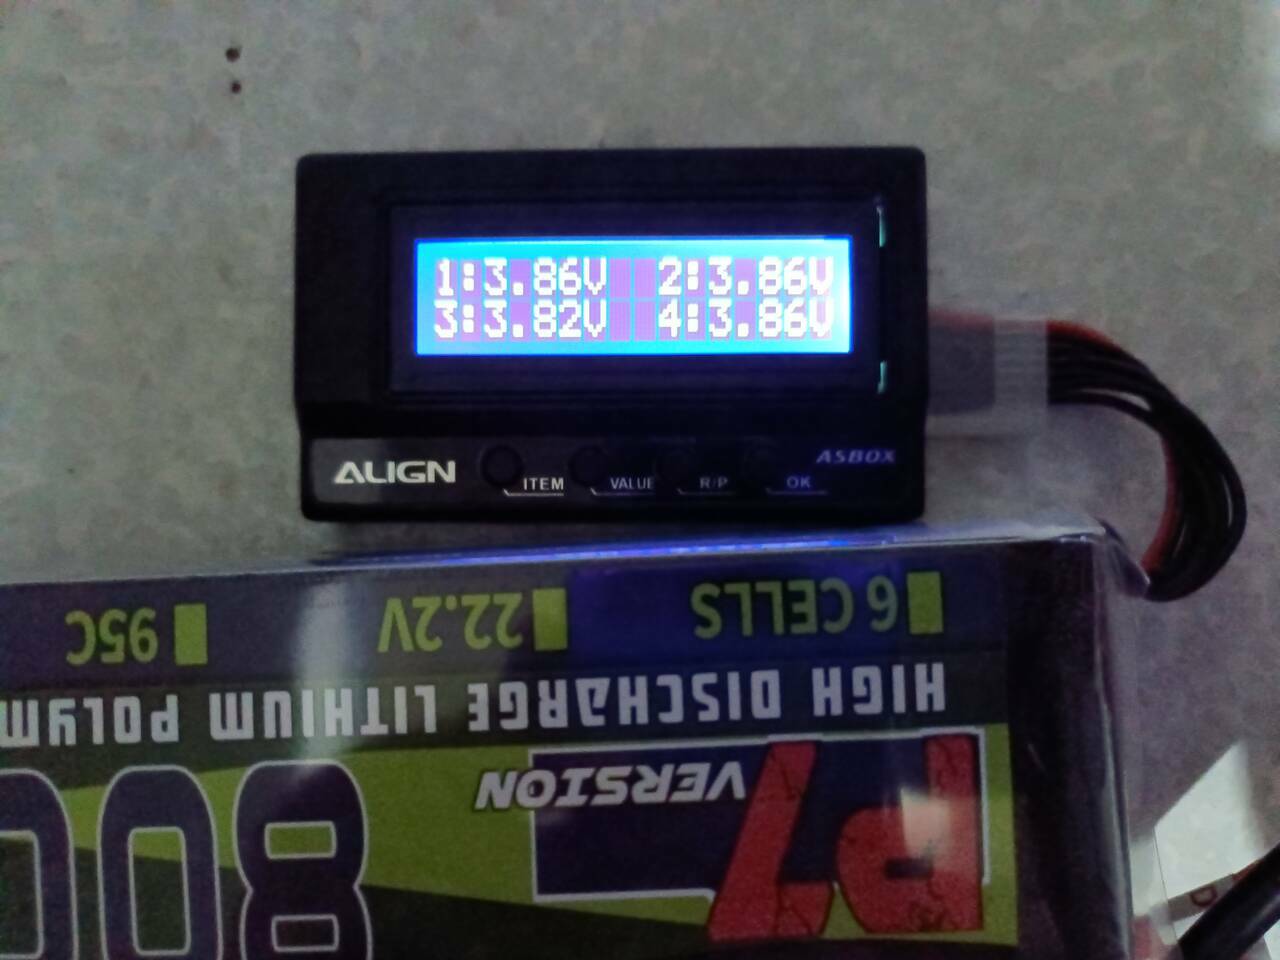 1:3.86V 2:3.86V
3:3.82V 4:3.86V
ALIGN ITEM VALUE R/P OK ASBOX
6 CELLS 22.2V 95C
HIGH DISCHARGE LITHIUM POLYM
P7 VERSION
800